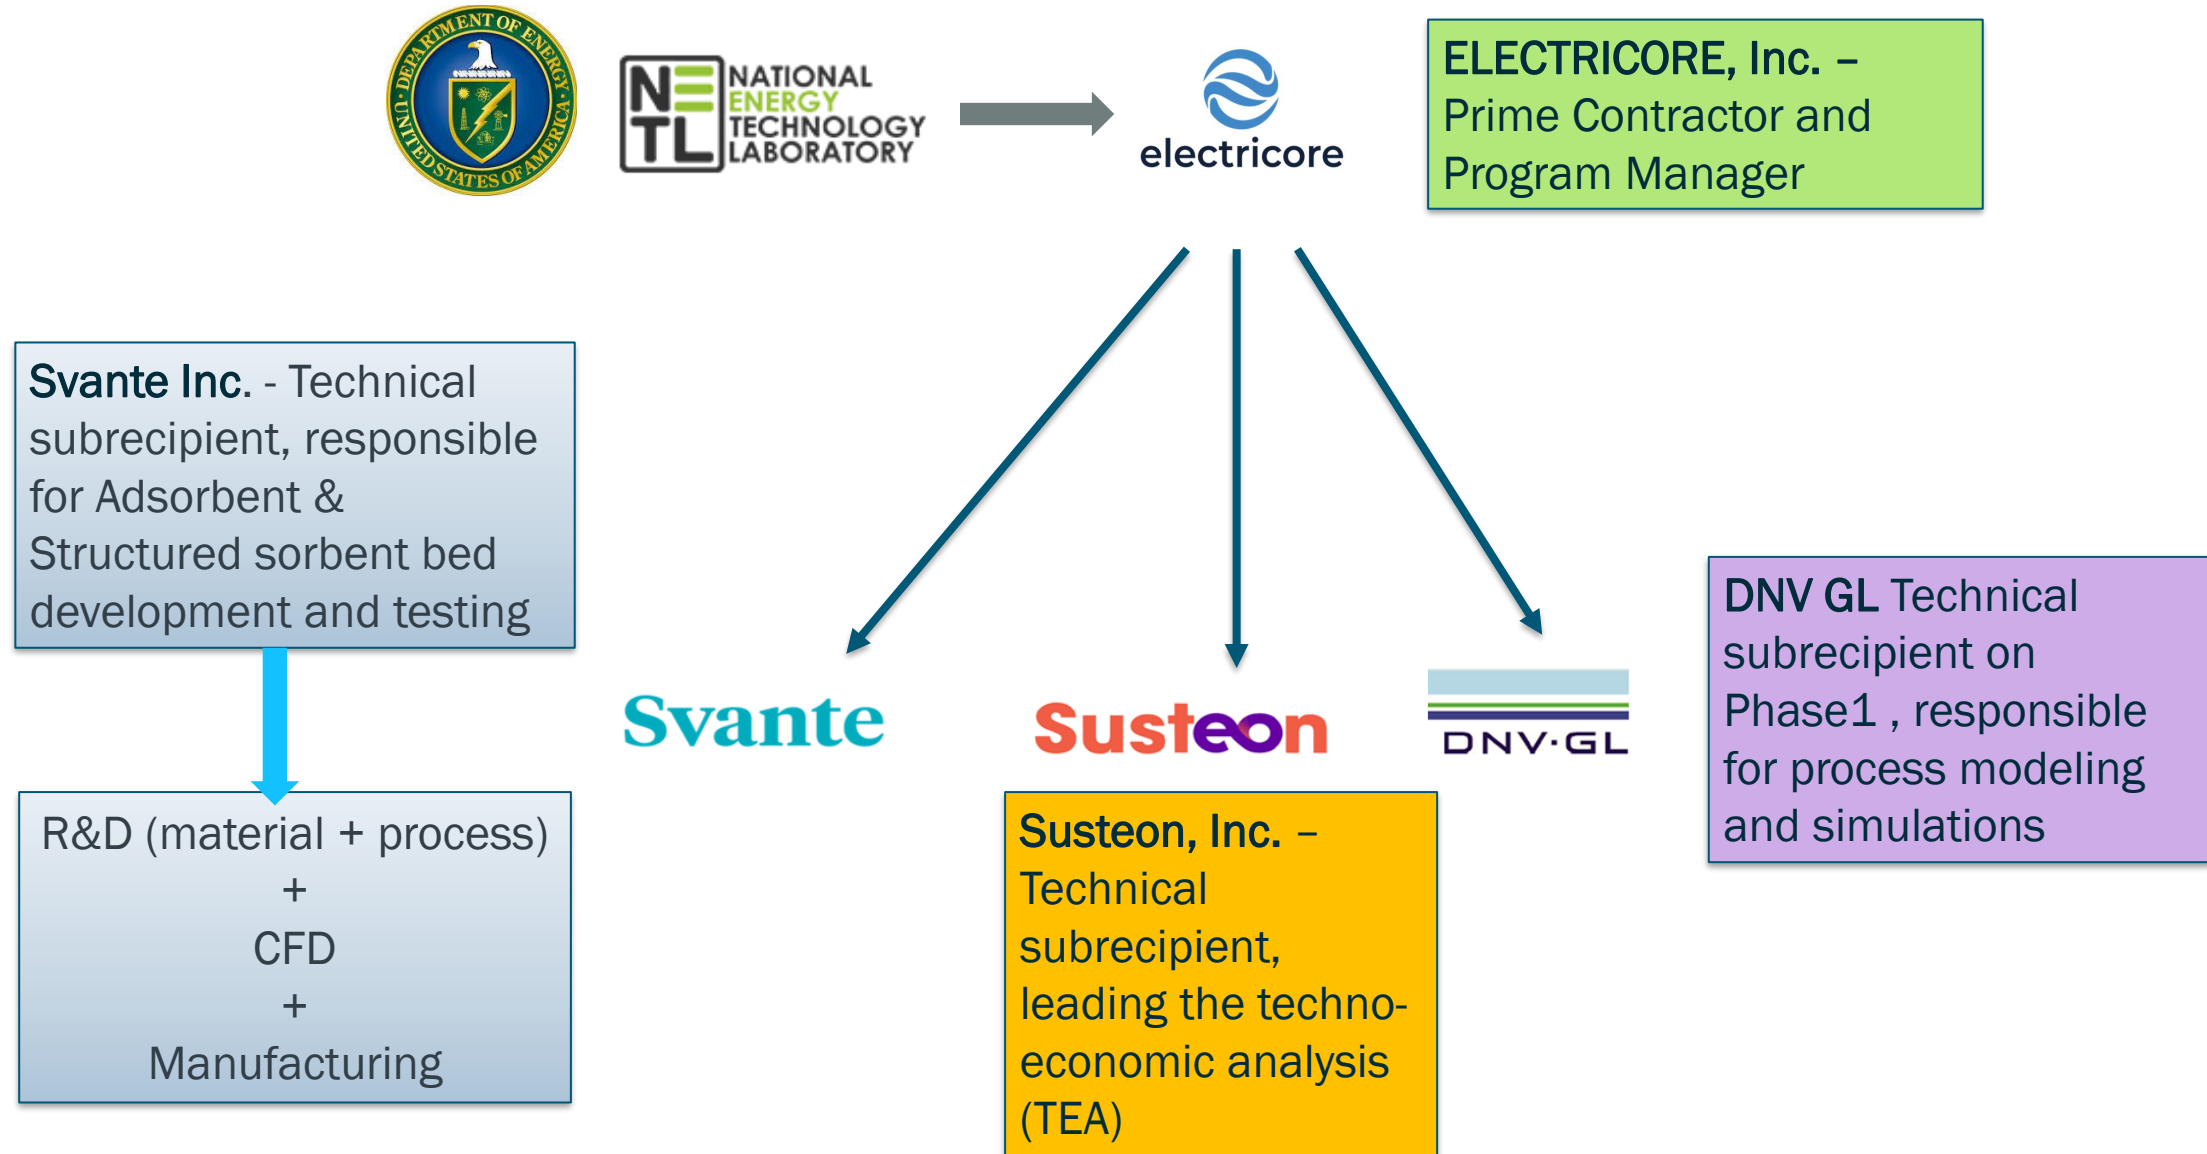 DEPARTMENT OF ENERGY
UNITED STATES OF AMERICA
NETL
NATIONAL
ENERGY
TECHNOLOGY
LABORATORY
electricore
ELECTRICORE, Inc. –
Prime Contractor and
Program Manager
Svante Inc. - Technical
subrecipient, responsible
for Adsorbent &
Structured sorbent bed
development and testing
R&D (material + process)
+
CFD
+
Manufacturing
Svante
Susteon
Susteon, Inc. –
Technical
subrecipient,
leading the techno-
economic analysis
(TEA)
DNV·GL
DNV GL Technical
subrecipient on
Phase1 , responsible
for process modeling
and simulations